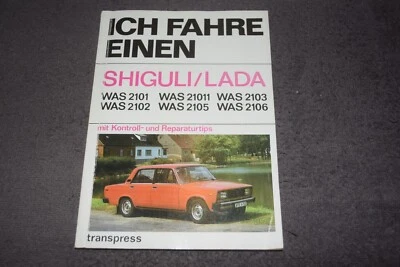 ICH FAHRE
EINEN
SHIGULI/LADA
WAS 2101 WAS 21011 WAS 2103
WAS 2102 WAS 2105 WAS 2106
mit Kontroll- und Reparaturtips
transpress